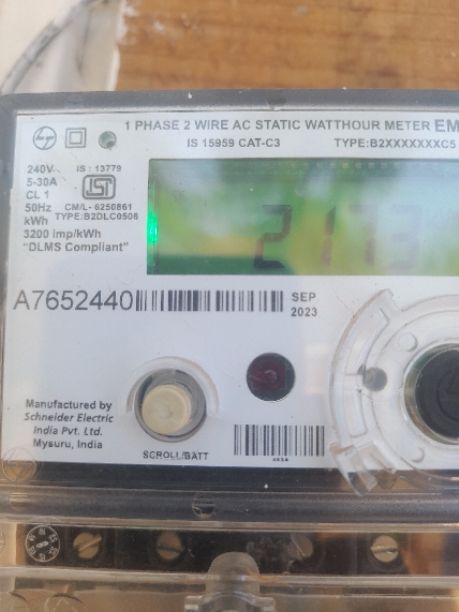 1 PHASE 2 WIRE AC STATIC WATTHOUR METER EM
IS 15959 CAT-C3 TYPE:B2XXXXXXXC5
240V IS : 13779
5-30A
CL 1
50Hz CM/L- 6250861
kWh TYPE:B2DLC0506
3200 imp/kWh
"DLMS Compliant"
2173
A7652440
SEP
2023
Manufactured by
Schneider Electric
India Pvt. Ltd.
Mysuru, India
SCROLL/BATT